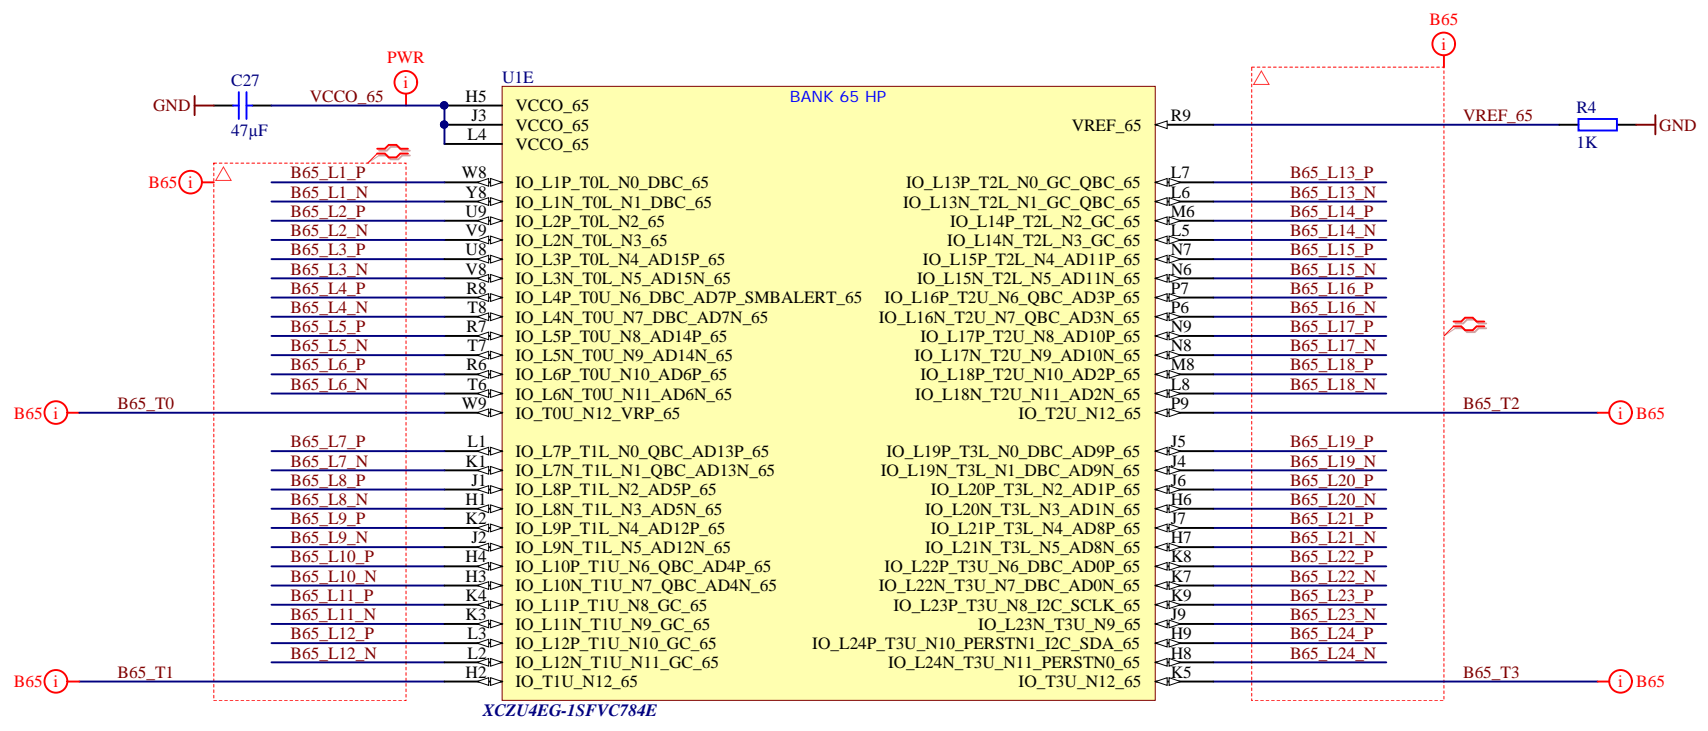 B65
PWR
C27
U1E
BANK 65 HP
GND
VCCO_65
47µF
H5 VCCO_65
J3 VCCO_65
L4 VCCO_65
VREF_65 R9 VREF_65 R4 GND
1K
B65
B65_L1_P W8 IO_L1P_T0L_N0_DBC_65 IO_L13P_T2L_N0_GC_QBC_65 L7 B65_L13_P
B65_L1_N Y8 IO_L1N_T0L_N1_DBC_65 IO_L13N_T2L_N1_GC_QBC_65 L6 B65_L13_N
B65_L2_P U9 IO_L2P_T0L_N2_65 IO_L14P_T2L_N2_GC_65 M6 B65_L14_P
B65_L2_N V9 IO_L2N_T0L_N3_65 IO_L14N_T2L_N3_GC_65 L5 B65_L14_N
B65_L3_P U8 IO_L3P_T0L_N4_AD15P_65 IO_L15P_T2L_N4_AD11P_65 N7 B65_L15_P
B65_L3_N V8 IO_L3N_T0L_N5_AD15N_65 IO_L15N_T2L_N5_AD11N_65 N6 B65_L15_N
B65_L4_P R8 IO_L4P_T0U_N6_DBC_AD7P_SMBALERT_65 IO_L16P_T2U_N6_QBC_AD3P_65 P7 B65_L16_P
B65_L4_N T8 IO_L4N_T0U_N7_DBC_AD7N_65 IO_L16N_T2U_N7_QBC_AD3N_65 P6 B65_L16_N
B65_L5_P R7 IO_L5P_T0U_N8_AD14P_65 IO_L17P_T2U_N8_AD10P_65 N9 B65_L17_P
B65_L5_N T7 IO_L5N_T0U_N9_AD14N_65 IO_L17N_T2U_N9_AD10N_65 N8 B65_L17_N
B65_L6_P R6 IO_L6P_T0U_N10_AD6P_65 IO_L18P_T2U_N10_AD2P_65 M8 B65_L18_P
B65_L6_N T6 IO_L6N_T0U_N11_AD6N_65 IO_L18N_T2U_N11_AD2N_65 L8 B65_L18_N
B65 B65_T0 W9 IO_T0U_N12_VRP_65 IO_T2U_N12_65 P9 B65_T2 B65
B65_L7_P L1 IO_L7P_T1L_N0_QBC_AD13P_65 IO_L19P_T3L_N0_DBC_AD9P_65 J5 B65_L19_P
B65_L7_N K1 IO_L7N_T1L_N1_QBC_AD13N_65 IO_L19N_T3L_N1_DBC_AD9N_65 J4 B65_L19_N
B65_L8_P J1 IO_L8P_T1L_N2_AD5P_65 IO_L20P_T3L_N2_AD1P_65 J6 B65_L20_P
B65_L8_N H1 IO_L8N_T1L_N3_AD5N_65 IO_L20N_T3L_N3_AD1N_65 H6 B65_L20_N
B65_L9_P K2 IO_L9P_T1L_N4_AD12P_65 IO_L21P_T3L_N4_AD8P_65 J7 B65_L21_P
B65_L9_N J2 IO_L9N_T1L_N5_AD12N_65 IO_L21N_T3L_N5_AD8N_65 H7 B65_L21_N
B65_L10_P H4 IO_L10P_T1U_N6_QBC_AD4P_65 IO_L22P_T3U_N6_DBC_AD0P_65 K8 B65_L22_P
B65_L10_N H3 IO_L10N_T1U_N7_QBC_AD4N_65 IO_L22N_T3U_N7_DBC_AD0N_65 K7 B65_L22_N
B65_L11_P K4 IO_L11P_T1U_N8_GC_65 IO_L23P_T3U_N8_I2C_SCLK_65 K9 B65_L23_P
B65_L11_N K3 IO_L11N_T1U_N9_GC_65 IO_L23N_T3U_N9_65 J9 B65_L23_N
B65_L12_P L3 IO_L12P_T1U_N10_GC_65 IO_L24P_T3U_N10_PERSTN1_I2C_SDA_65 H9 B65_L24_P
B65_L12_N L2 IO_L12N_T1U_N11_GC_65 IO_L24N_T3U_N11_PERSTN0_65 H8 B65_L24_N
B65 B65_T1 H2 IO_T1U_N12_65 IO_T3U_N12_65 K5 B65_T3 B65
XCZU4EG-1SFVC784E